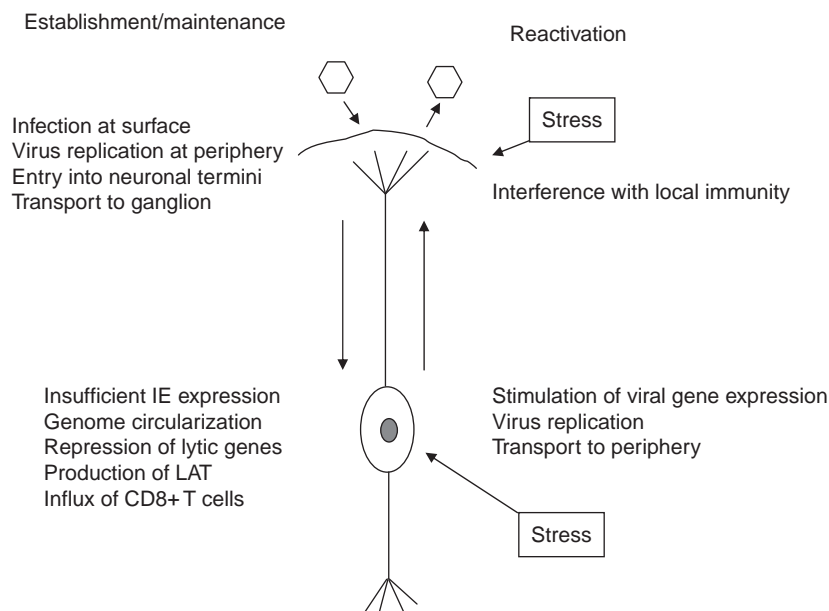 Establishment/maintenance
Reactivation
Stress
Infection at surface
Virus replication at periphery
Entry into neuronal termini
Transport to ganglion
Interference with local immunity
Insufficient IE expression
Genome circularization
Repression of lytic genes
Production of LAT
Influx of CD8+ T cells
Stimulation of viral gene expression
Virus replication
Transport to periphery
Stress